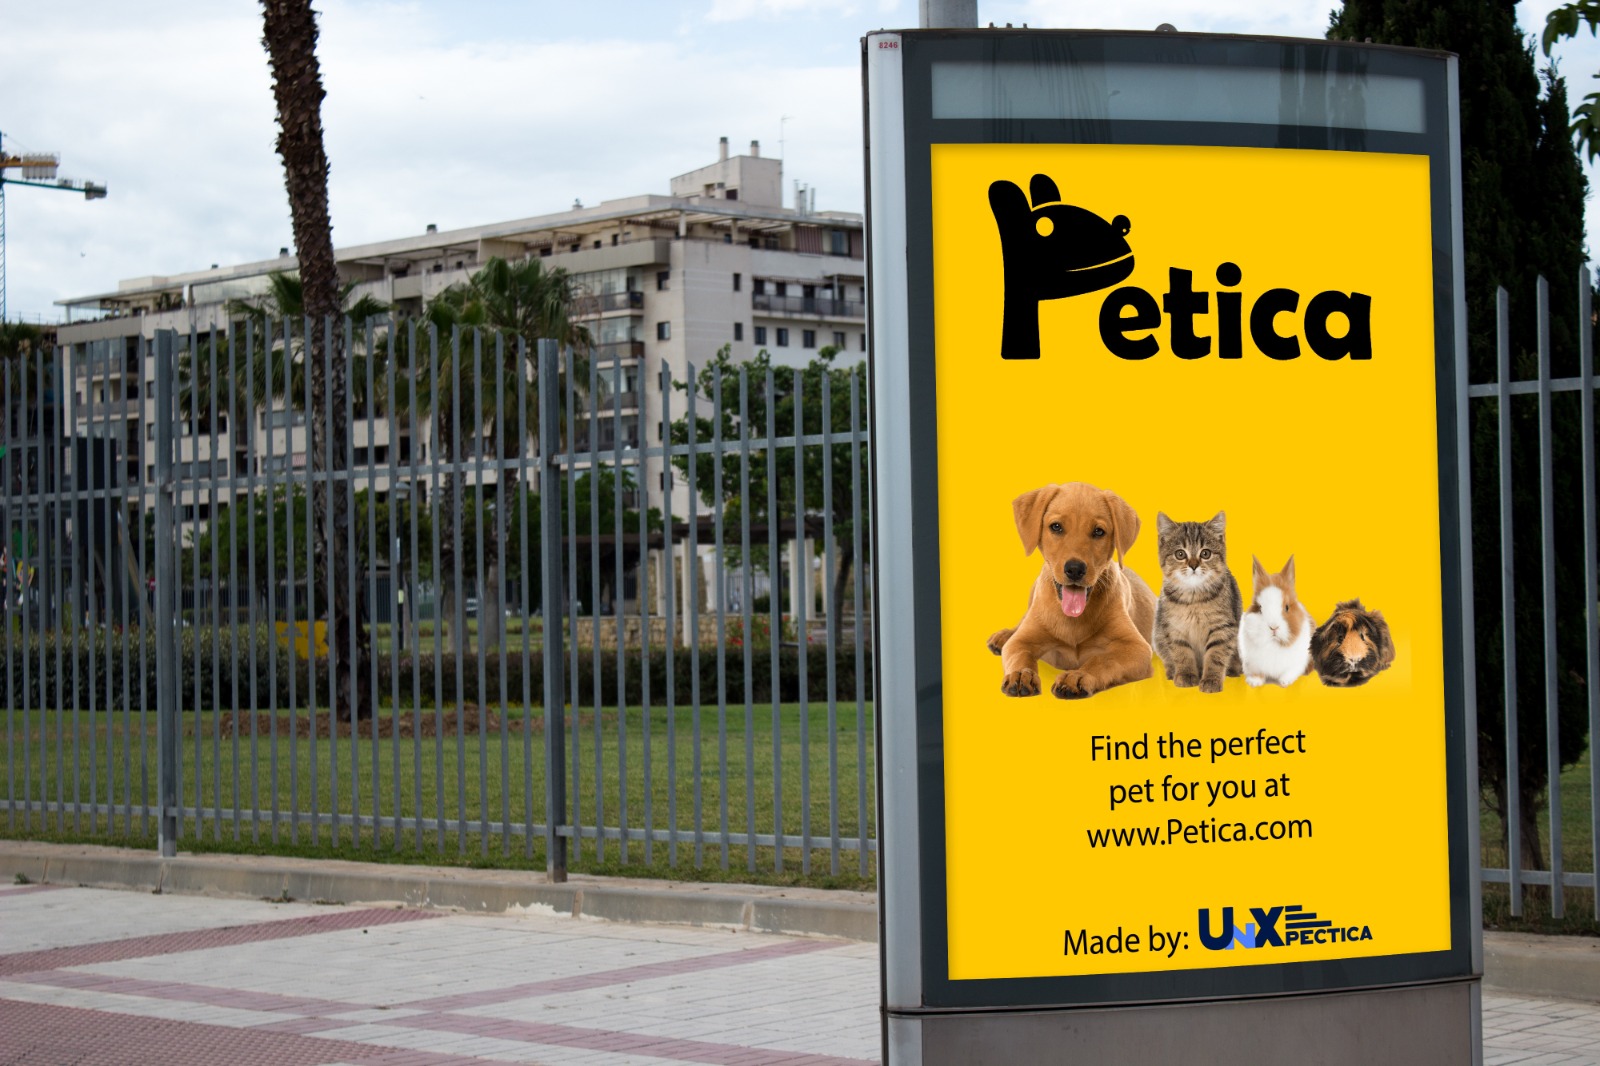 8246
Petica
Find the perfect
pet for you at
www.Petica.com
Made by: UNXPECTICA